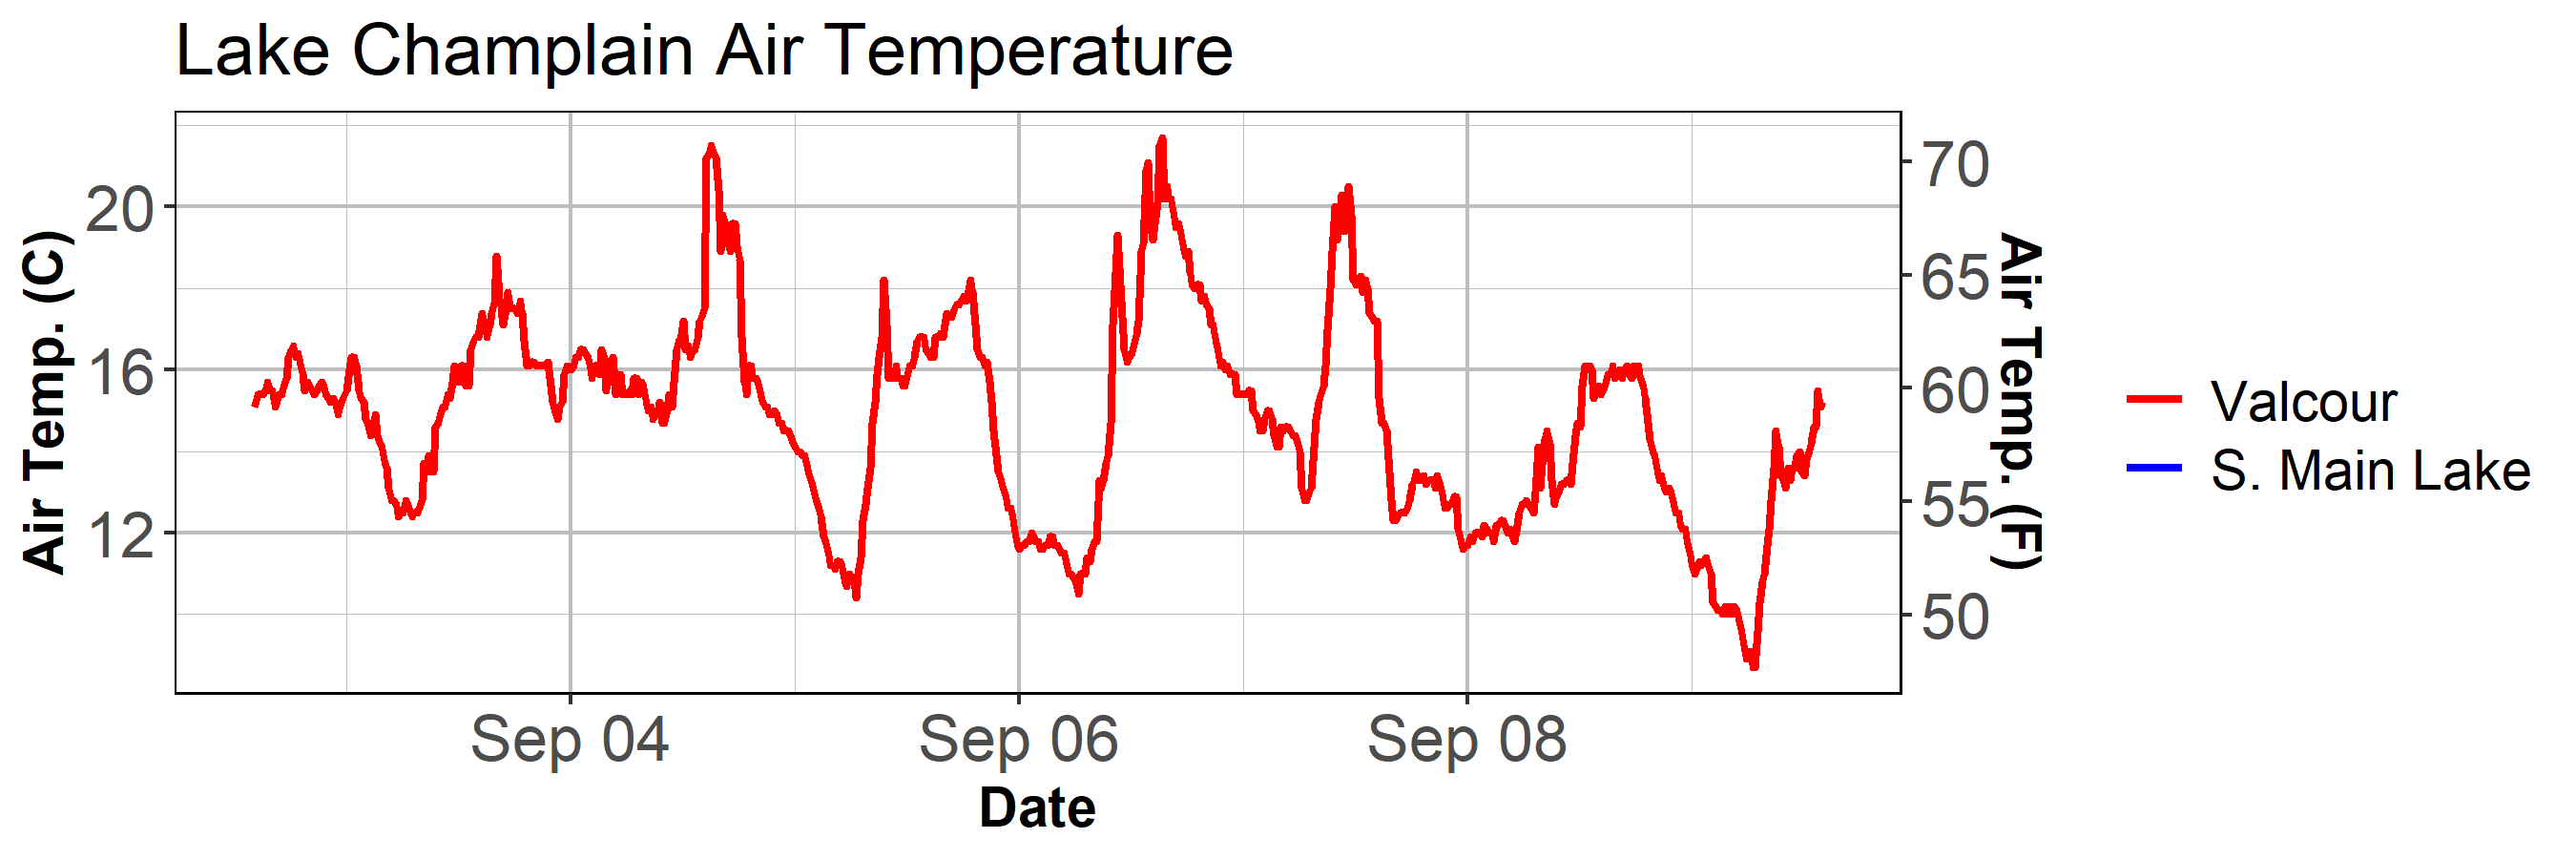 Lake Champlain Air Temperature
Air Temp. (C)
20
16
12
70
65
60
55
50
Air Temp. (F)
Sep 04
Sep 06
Sep 08
Date
Valcour
S. Main Lake